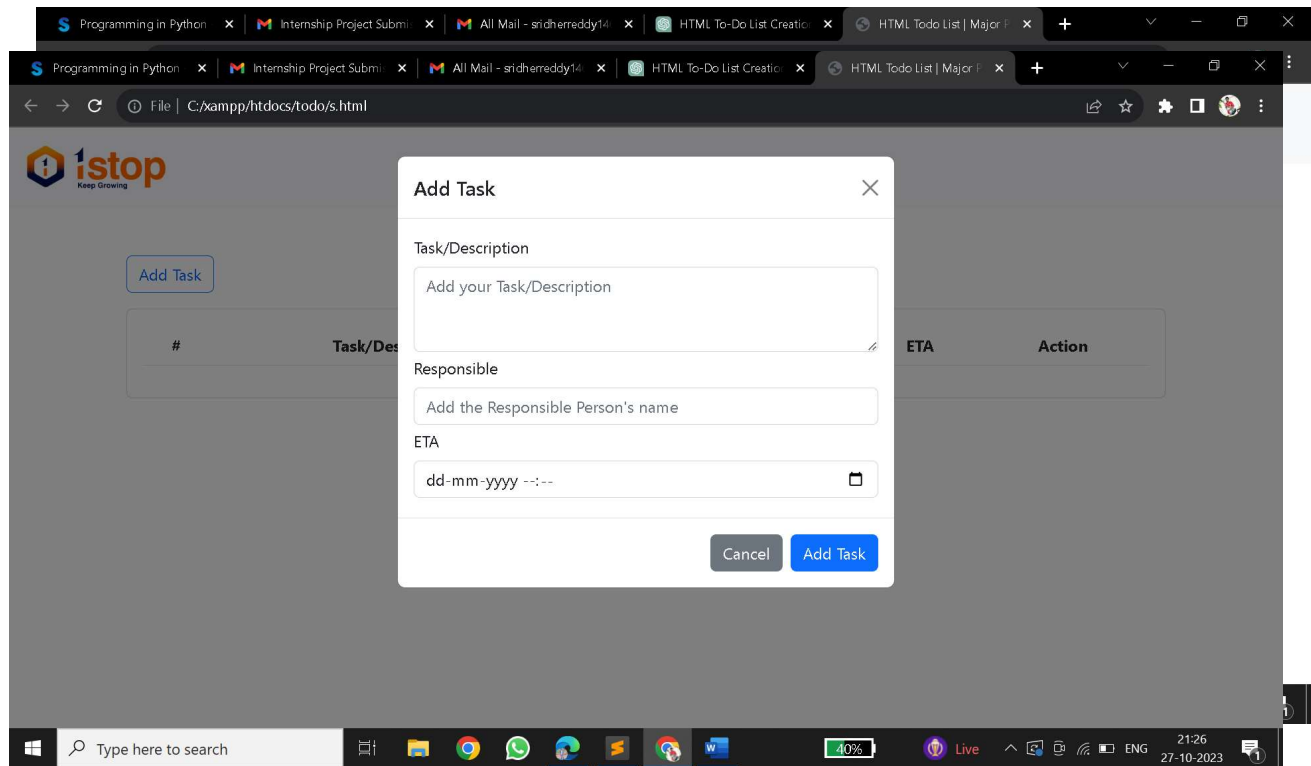 Programming in Python
Internship Project Submi
All Mail - sridherreddy14
HTML To-Do List Creatio
HTML Todo List | Major P
Programming in Python
Internship Project Submi
All Mail - sridherreddy14
HTML To-Do List Creatio
HTML Todo List | Major P
File | C:/xampp/htdocs/todo/s.html
1stop
Keep Growing
Add Task
Task/Description
Add your Task/Description
Add Task
# Task/Des ETA Action
Responsible
Add the Responsible Person's name
ETA
dd-mm-yyyy --:--
Cancel Add Task
Type here to search
40%
Live
ENG
21:26
27-10-2023
1